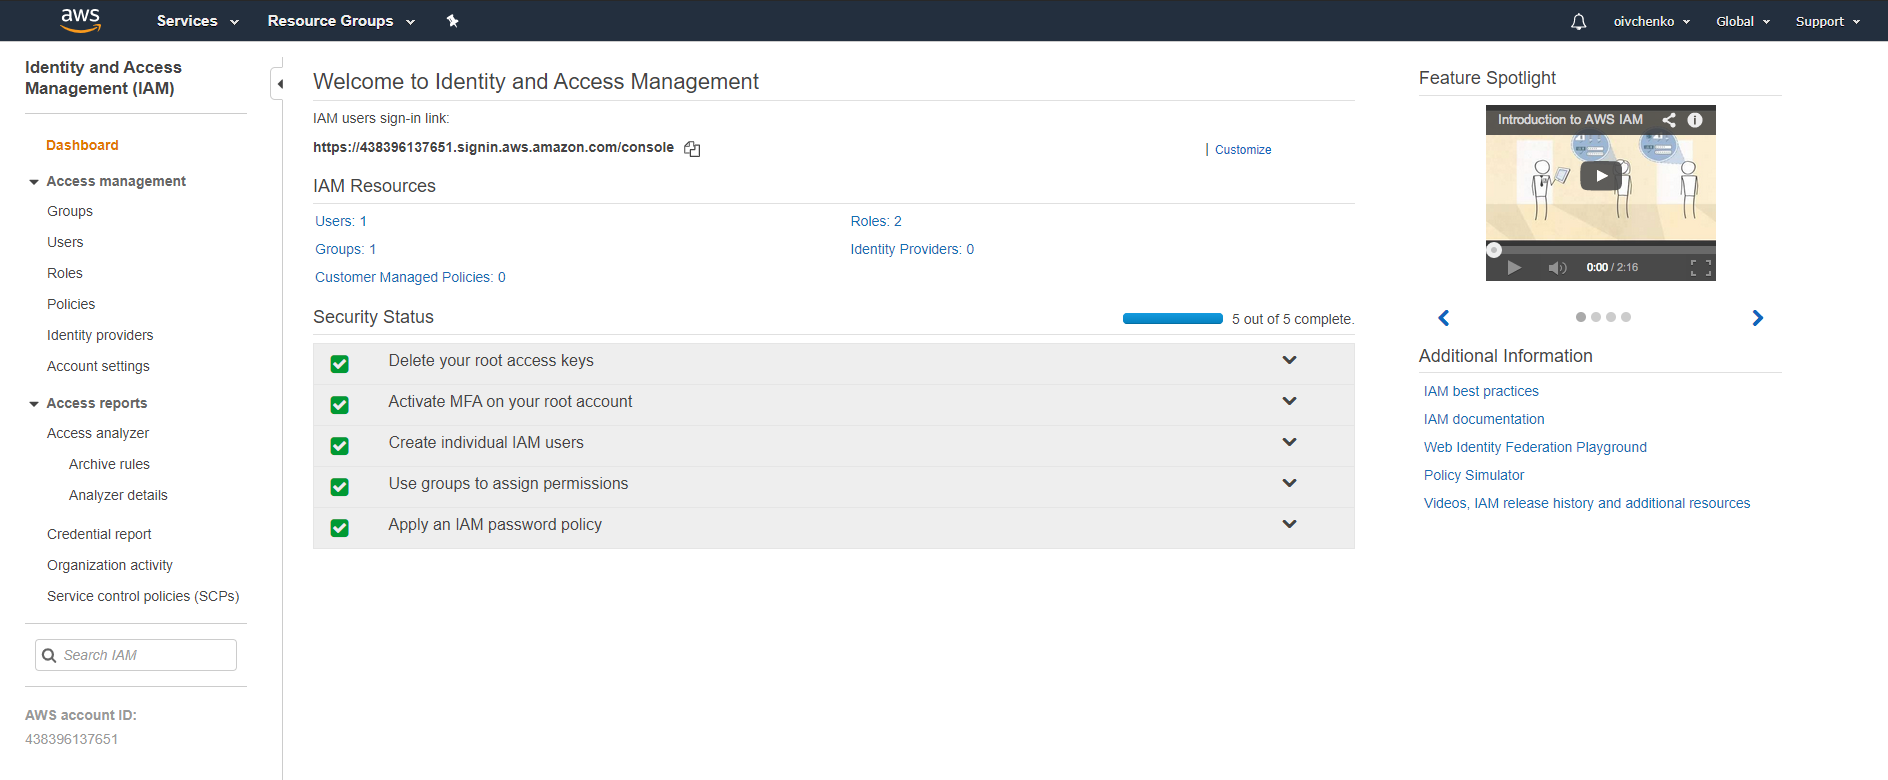 aws
Services
Resource Groups
oivchenko
Global
Support
Identity and Access
Management (IAM)
Dashboard
Access management
Groups
Users
Roles
Policies
Identity providers
Account settings
Access reports
Access analyzer
Archive rules
Analyzer details
Credential report
Organization activity
Service control policies (SCPs)
Search IAM
AWS account ID:
438396137651
Welcome to Identity and Access Management
IAM users sign-in link:
https://438396137651.signin.aws.amazon.com/console
| Customize
IAM Resources
Users: 1
Roles: 2
Groups: 1
Identity Providers: 0
Customer Managed Policies: 0
Security Status
5 out of 5 complete.
Delete your root access keys
Activate MFA on your root account
Create individual IAM users
Use groups to assign permissions
Apply an IAM password policy
Feature Spotlight
Introduction to AWS IAM
0:00 / 2:16
Additional Information
IAM best practices
IAM documentation
Web Identity Federation Playground
Policy Simulator
Videos, IAM release history and additional resources